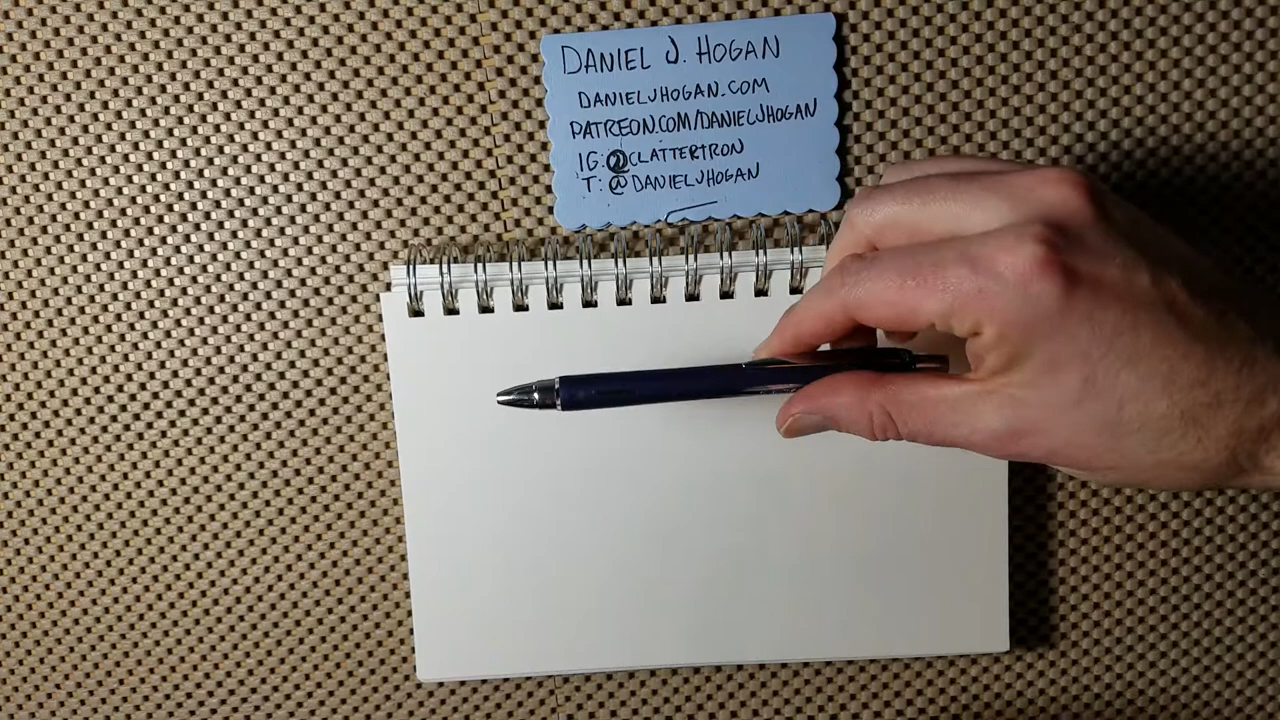 DANIEL J. HOGAN
DANIELJHOGAN.COM
PATREON.COM/DANIELJHOGAN
IG: @CLATTERTRON
T: @DANIELJHOGAN